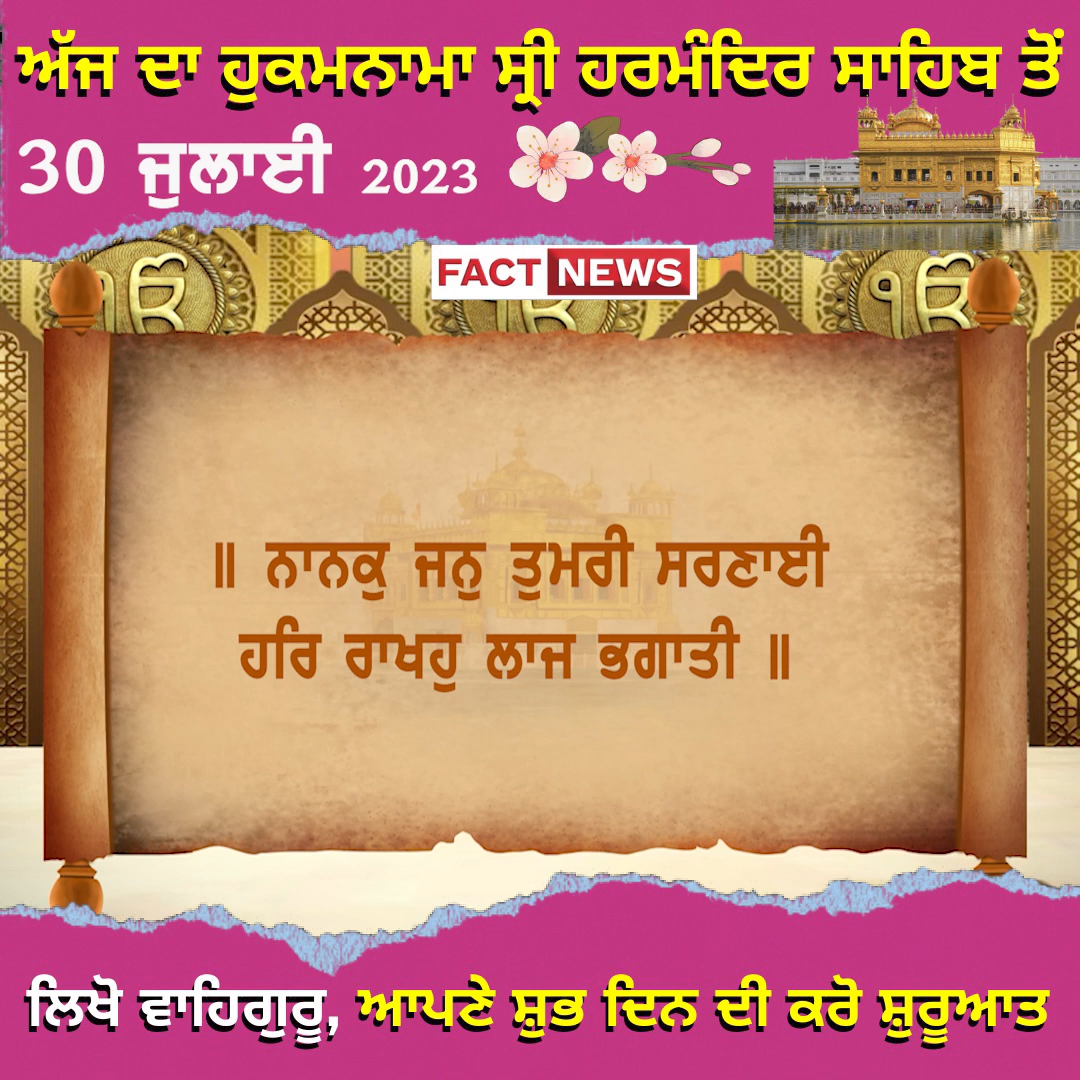 ਅੱਜ ਦਾ ਹੁਕਮਨਾਮਾ ਸ੍ਰੀ ਹਰਮੰਦਿਰ ਸਾਹਿਬ ਤੋਂ
30 ਜੁਲਾਈ 2023
FACT NEWS
॥ ਨਾਨਕੁ ਜਨੁ ਤੁਮਰੀ ਸਰਣਾਈ
ਹਰਿ ਰਾਖਹੁ ਲਾਜ ਭਗਾਤੀ ॥
ਲਿਖੋ ਵਾਹਿਗੁਰੂ, ਆਪਣੇ ਸ਼ੁਭ ਦਿਨ ਦੀ ਕਰੋ ਸ਼ੁਰੂਆਤ